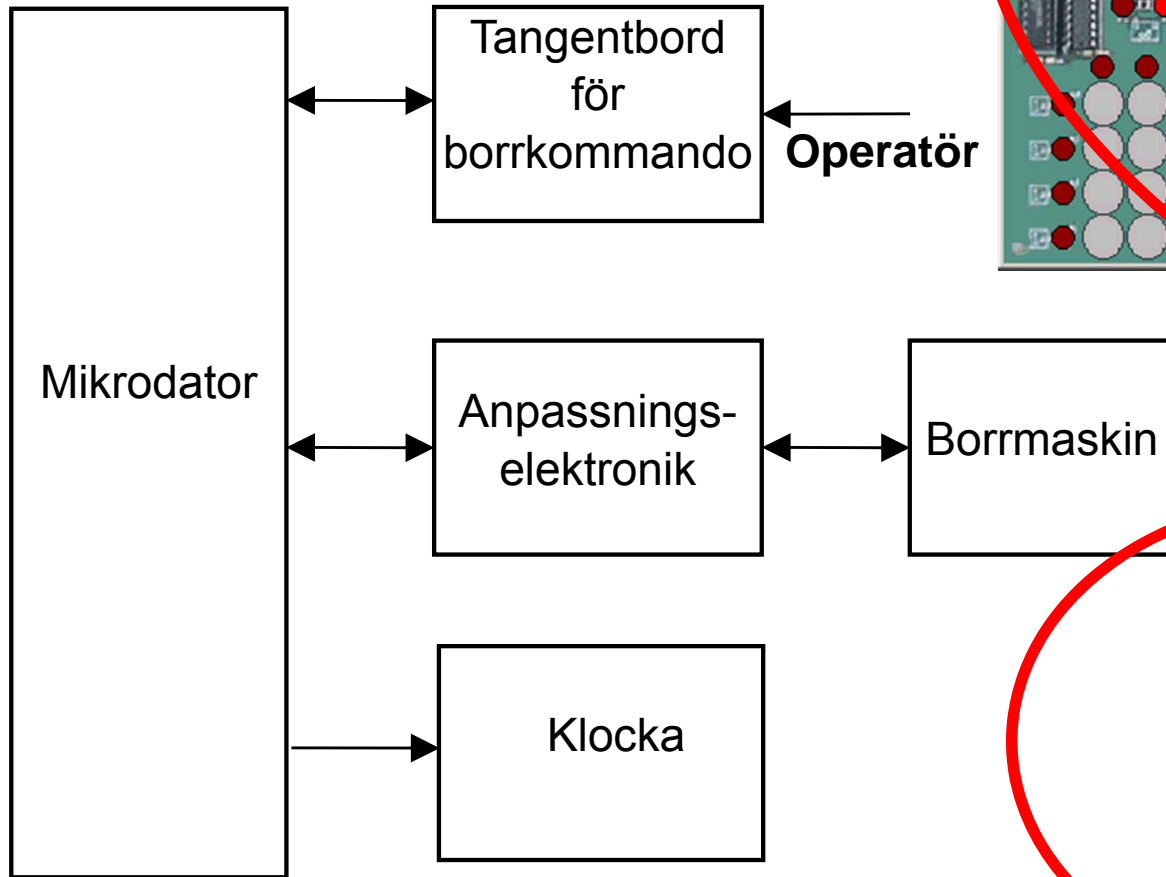 Tangentbord
för
borrkommando
Operatör
Mikrodator
Anpassnings-
elektronik
Borrmaskin
Klocka